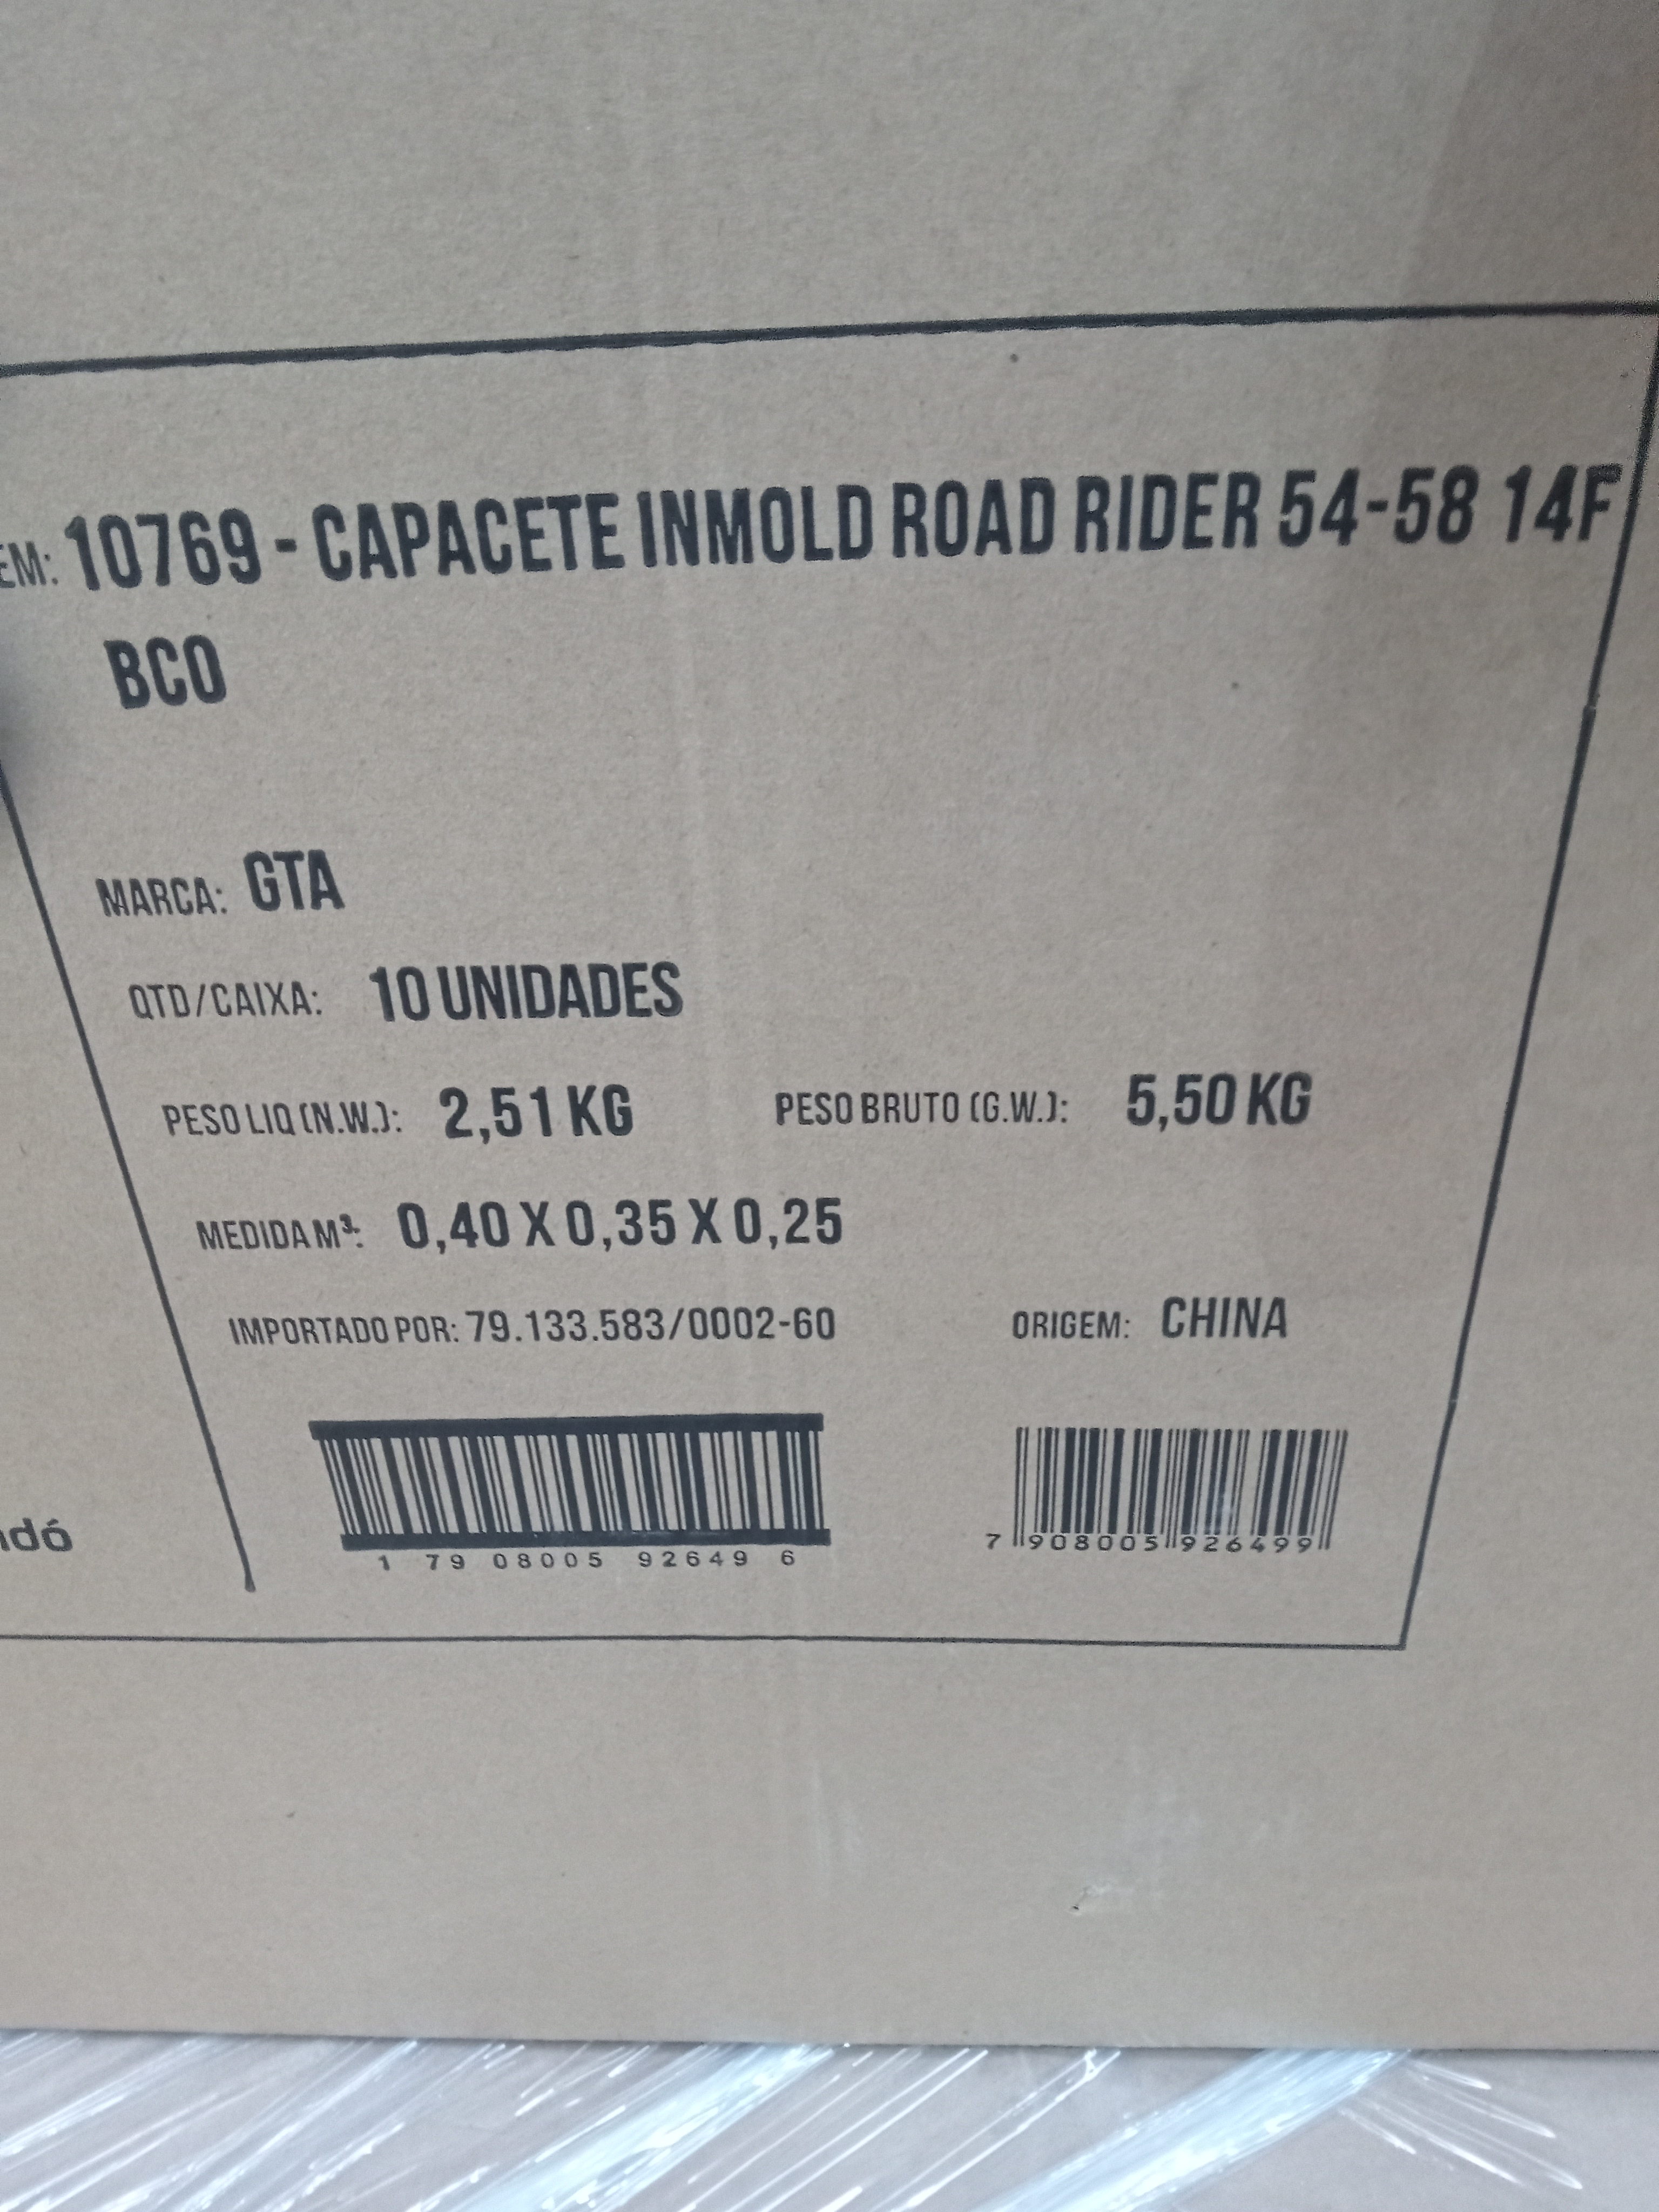 EM: 10769 - CAPACETE INMOLD ROAD RIDER 54-58 14F
BCO
MARCA: GTA
QTD/CAIXA: 10 UNIDADES
PESO LIQ (N.W.): 2,51 KG PESO BRUTO (G.W.): 5,50 KG
MEDIDA M³: 0,40 X 0,35 X 0,25
IMPORTADO POR: 79.133.583/0002-60 ORIGEM: CHINA
1 79 08005 92649 6
7 908005 926499